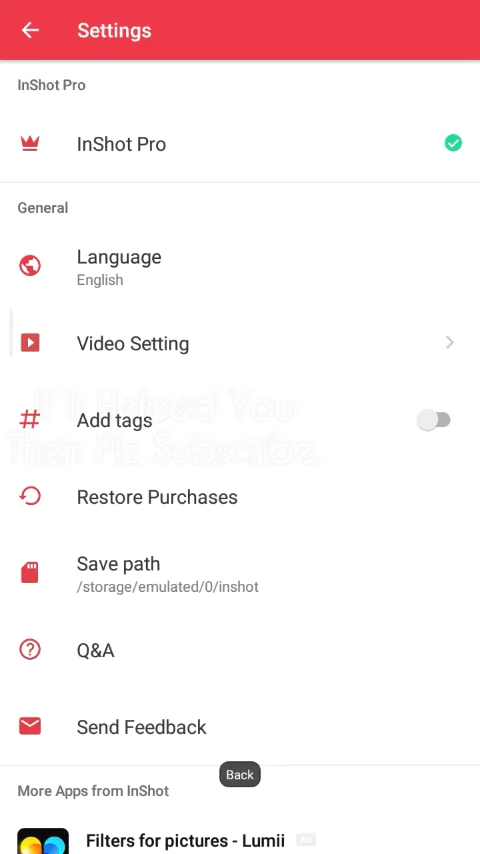 Settings
InShot Pro
InShot Pro
General
Language
English
Video Setting
If It Helped You
Add tags
Then Plz Subscribe.
Restore Purchases
Save path
/storage/emulated/0/inshot
Q&A
Send Feedback
Back
More Apps from InShot
Filters for pictures - Lumii
AD